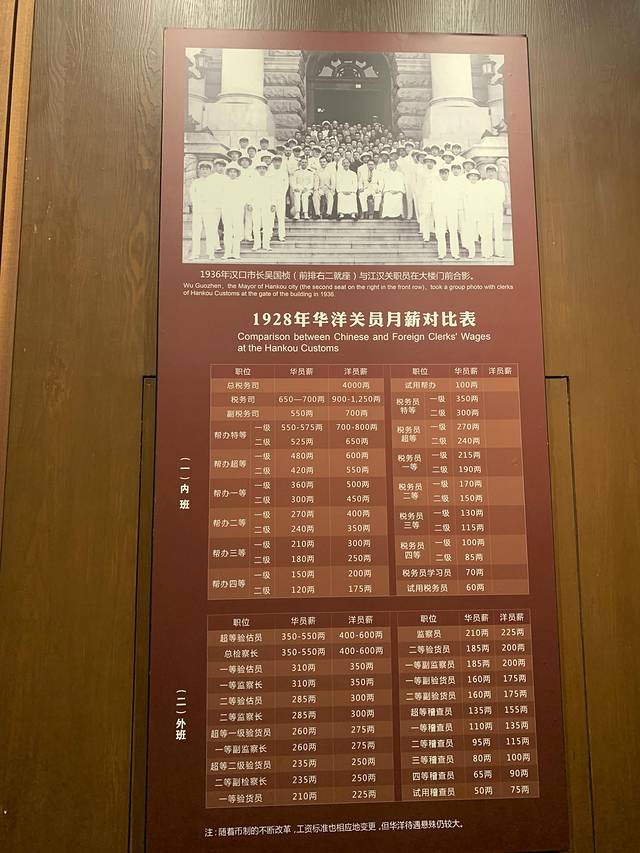 1936年汉口市长吴国桢（前排右二就座）与江汉关职员在大楼门前合影。
Wu Guozhen, the Mayor of Hankou city (the second seat on the right in the front row), took a group photo with clerks
of Hankou Customs at the gate of the building in 1936.
1928年华洋关员月薪对比表
Comparison between Chinese and Foreign Clerks' Wages
at the Hankou Customs
（一）内班
职位 华员薪 洋员薪
总税务司 4000两
税务司 650—700两 900-1,250两
副税务司 550两 700两
帮办特等 一级 550-575两 700-800两
二级 525两 650两
帮办超等 一级 480两 600两
二级 420两 550两
帮办一等 一级 360两 500两
二级 300两 450两
帮办二等 一级 270两 400两
二级 240两 350两
帮办三等 一级 210两 300两
二级 180两 250两
帮办四等 一级 150两 200两
二级 120两 175两
职位 华员薪 洋员薪
试用帮办 100两
税务员特等 一级 350两
二级 300两
税务员超等 一级 270两
二级 240两
税务员一等 一级 215两
二级 190两
税务员二等 一级 170两
二级 150两
税务员三等 一级 130两
二级 115两
税务员四等 一级 100两
二级 85两
税务员学习员 70两
试用税务员 60两
（二）外班
职位 华员薪 洋员薪
超等验估员 350-550两 400-600两
总检察长 350-550两 400-600两
一等验估员 310两 350两
一等监察长 310两 350两
二等验估员 285两 300两
二等监察长 285两 300两
超等一级验货员 260两 275两
一等副监察长 260两 275两
超等二级验货员 235两 250两
二等副检察长 235两 250两
一等验货员 210两 225两
职位 华员薪 洋员薪
监察员 210两 225两
二等验货员 185两 200两
一等副监察员 185两 200两
一等副验货员 160两 175两
二等副验货员 160两 175两
超等稽查员 135两 155两
一等稽查员 110两 135两
二等稽查员 95两 115两
三等稽查员 80两 100两
四等稽查员 65两 90两
试用稽查员 50两 75两
注：随着币制的不断改革，工资标准也相应地变更，但华洋待遇悬殊仍较大。